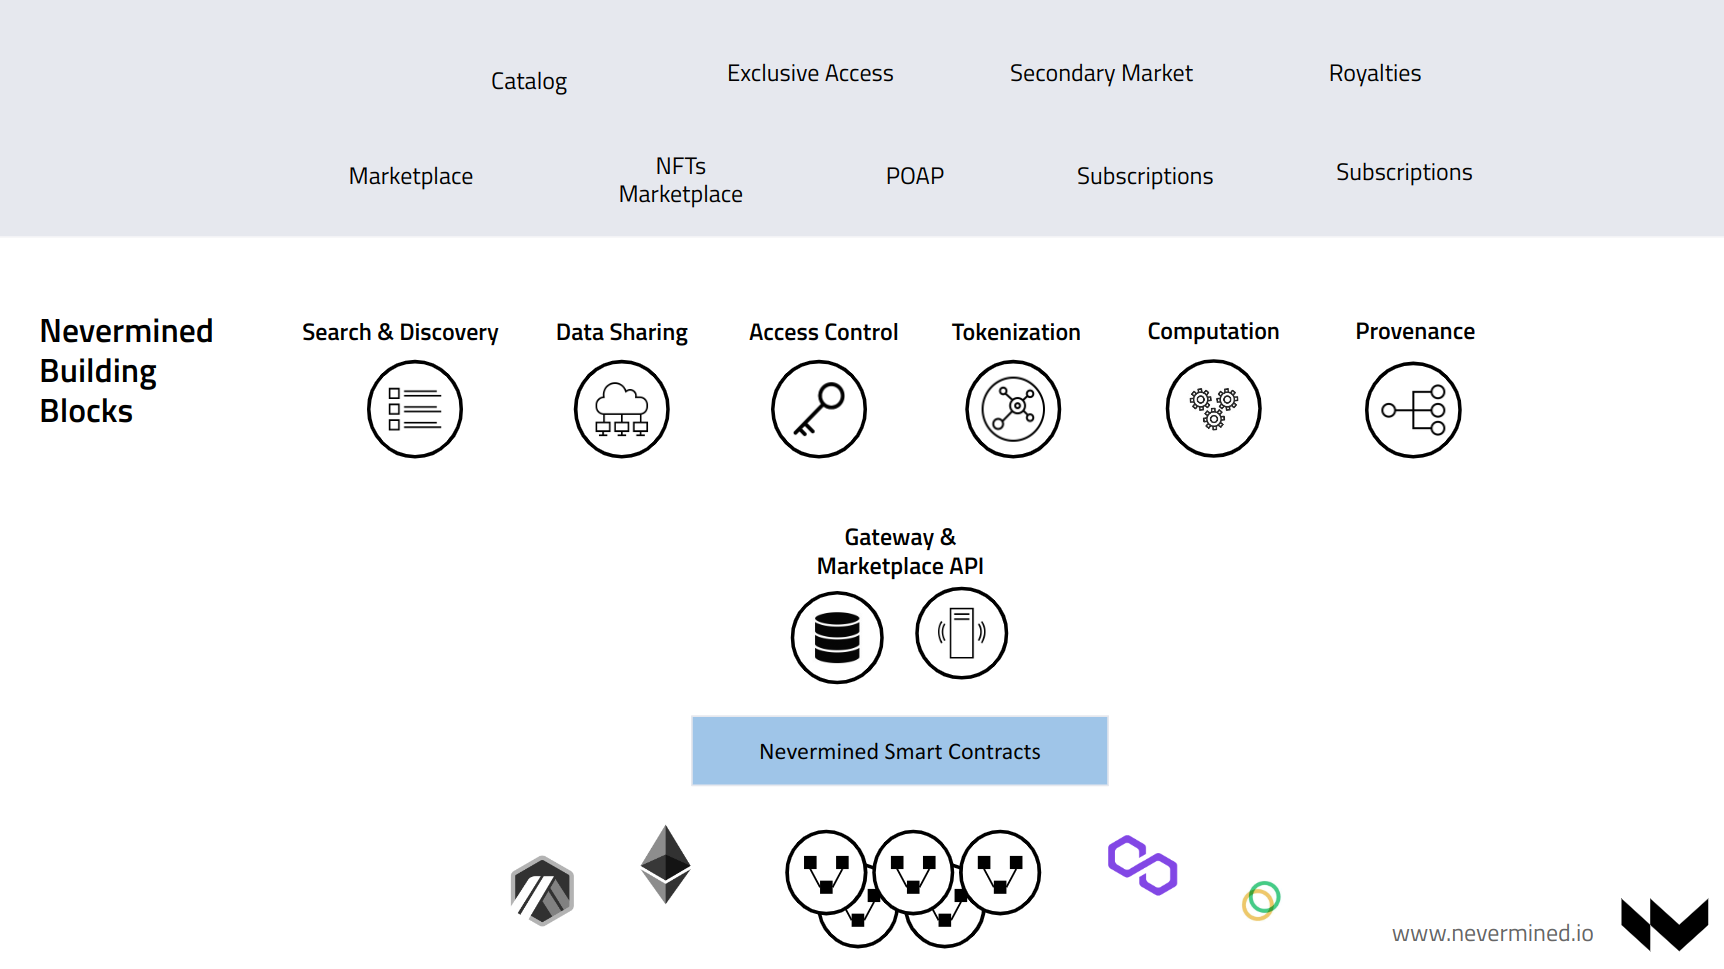 Catalog
Exclusive Access
Secondary Market
Royalties
Marketplace
NFTs
Marketplace
POAP
Subscriptions
Subscriptions
Nevermined
Building
Blocks
Search & Discovery
Data Sharing
Access Control
Tokenization
Computation
Provenance
Gateway &
Marketplace API
Nevermined Smart Contracts
www.nevermined.io